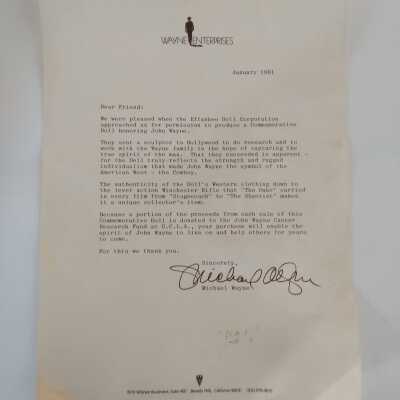 WAYNE ENTERPRISES
January 1981
Dear Friend:
We were pleased when the Effanbee Doll Corporation
approached us for permission to produce a Commemorative
Doll honoring John Wayne.
They sent a sculptor to Hollywood to do research and to
work with the Wayne family in the hope of capturing the
true spirit of the man. That they succeeded is apparent -
for the Doll truly reflects the strength and rugged
individualism that made John Wayne the symbol of the
American West - the Cowboy.
The authenticity of the Doll's Western clothing down to
the lever action Winchester Rifle that "The Duke" carried
in every film from "Stagecoach" to "The Shootist" makes
it a unique collector's item.
Because a portion of the proceeds from each sale of this
Commemorative Doll is donated to the John Wayne Cancer
Research Fund at U.C.L.A., your purchase will enable the
spirit of John Wayne to live on and help others for years
to come.
For this we thank you.
Sincerely,
Michael Wayne
Michael Wayne